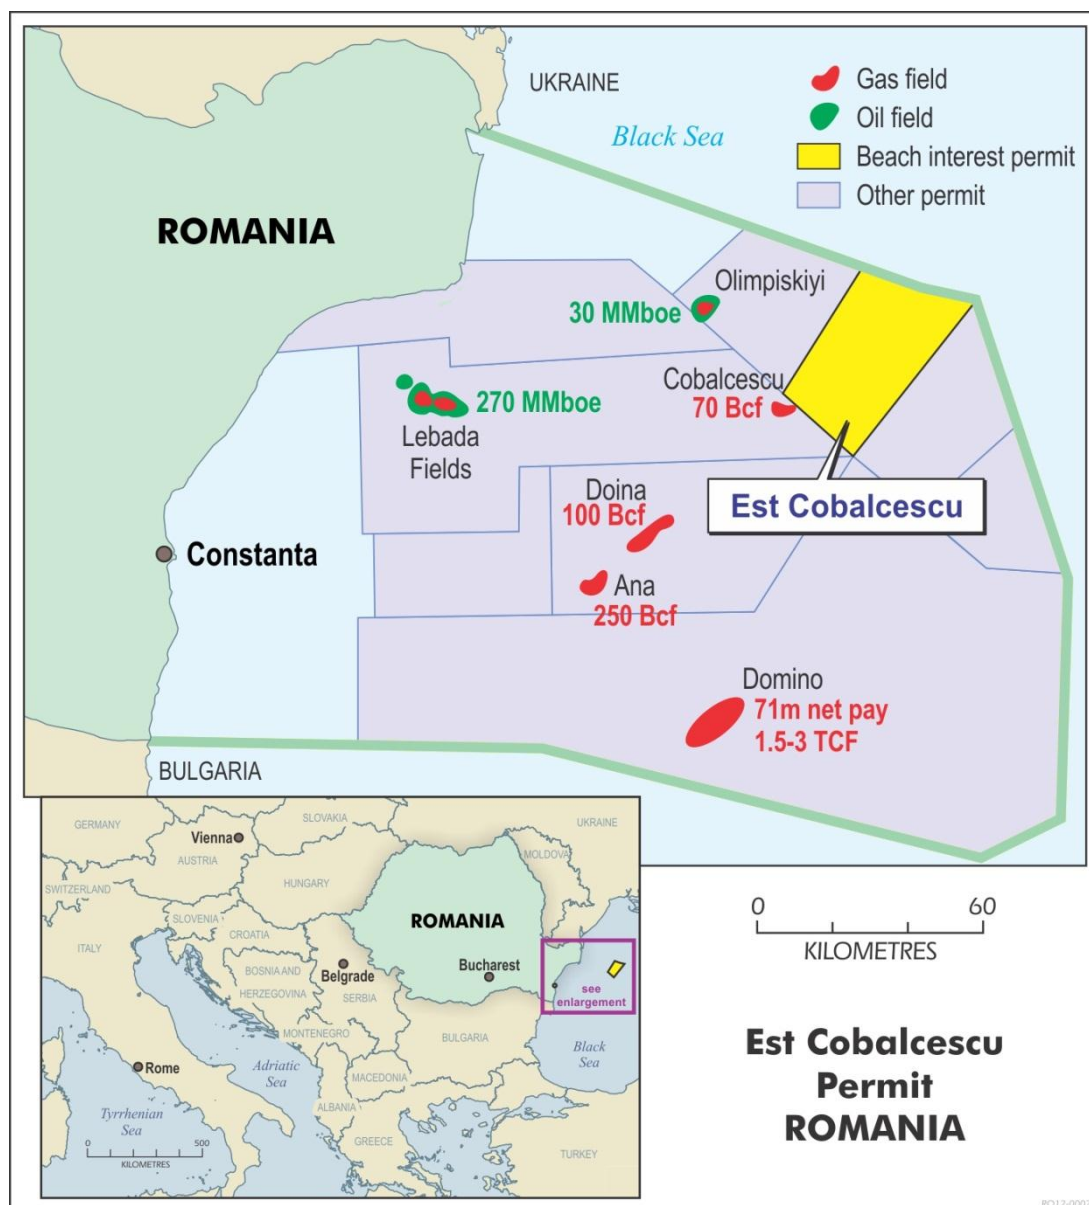 UKRAINE
Black Sea
Gas field
Oil field
Beach interest permit
Other permit
ROMANIA
Olimpiskiyi
30 MMboe
Cobalcescu
70 Bcf
270 MMboe
Lebada
Fields
Est Cobalcescu
Doina
100 Bcf
Constanta
Ana
250 Bcf
Domino
71m net pay
1.5-3 TCF
BULGARIA
GERMANY
SLOVAKIA
UKRAINE
Vienna
AUSTRIA
MOLDOVA
SWITZERLAND
HUNGARY
SLOVENIA
ROMANIA
CROATIA
ITALY
Bucharest
BOSNIA AND
HERZEGOVINA
Belgrade
SERBIA
see
enlargement
MONTENEGRO
BULGARIA
Black
Sea
Adriatic
Sea
Rome
MACEDONIA
ALBANIA
Tyrrhenian
Sea
GREECE
TURKEY
0 500
KILOMETRES
0 60
KILOMETRES
Est Cobalcescu
Permit
ROMANIA